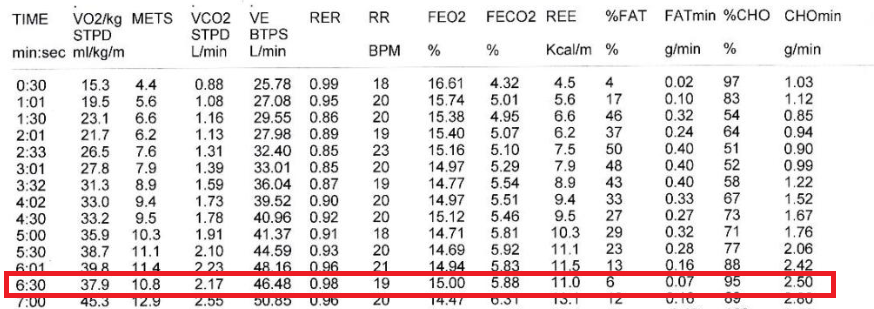 TIME VO2/kg METS VCO2 VE RER RR FEO2 FECO2 REE %FAT FATmin %CHO CHOmin
STPD STPD BTPS
min:sec ml/kg/m L/min L/min BPM % % Kcal/m % g/min % g/min
0:30 15.3 4.4 0.88 25.78 0.99 18 16.61 4.32 4.5 4 0.02 97 1.03
1:01 19.5 5.6 1.08 27.08 0.95 20 15.74 5.01 5.6 17 0.10 83 1.12
1:30 23.1 6.6 1.16 29.55 0.86 20 15.38 4.95 6.6 46 0.32 54 0.85
2:01 21.7 6.2 1.13 27.98 0.89 19 15.40 5.07 6.2 37 0.24 64 0.94
2:33 26.5 7.6 1.31 32.40 0.85 23 15.16 5.10 7.5 50 0.40 51 0.90
3:01 27.8 7.9 1.39 33.01 0.85 20 14.97 5.29 7.9 48 0.40 52 0.99
3:32 31.3 8.9 1.59 36.04 0.87 19 14.77 5.54 8.9 43 0.40 58 1.22
4:02 33.0 9.4 1.73 39.52 0.90 20 14.97 5.51 9.4 33 0.33 67 1.52
4:30 33.2 9.5 1.78 40.96 0.92 20 15.12 5.46 9.5 27 0.27 73 1.67
5:00 35.9 10.3 1.91 41.37 0.91 18 14.71 5.81 10.3 29 0.32 71 1.76
5:30 38.7 11.1 2.10 44.59 0.93 20 14.69 5.92 11.1 23 0.28 77 2.06
6:01 39.8 11.4 2.23 48.16 0.96 21 14.94 5.83 11.5 13 0.16 88 2.42
6:30 37.9 10.8 2.17 46.48 0.98 19 15.00 5.88 11.0 6 0.07 95 2.50
7:00 45.3 12.9 2.55 50.85 0.96 20 14.47 6.31 13.1 12 0.16 89 2.80